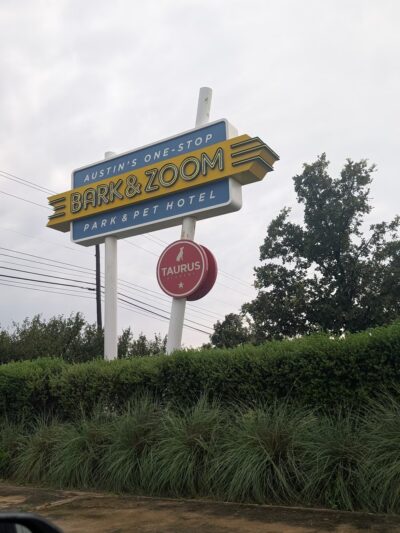 AUSTIN'S ONE-STOP
BARK & ZOOM
PARK & PET HOTEL
TAURUS